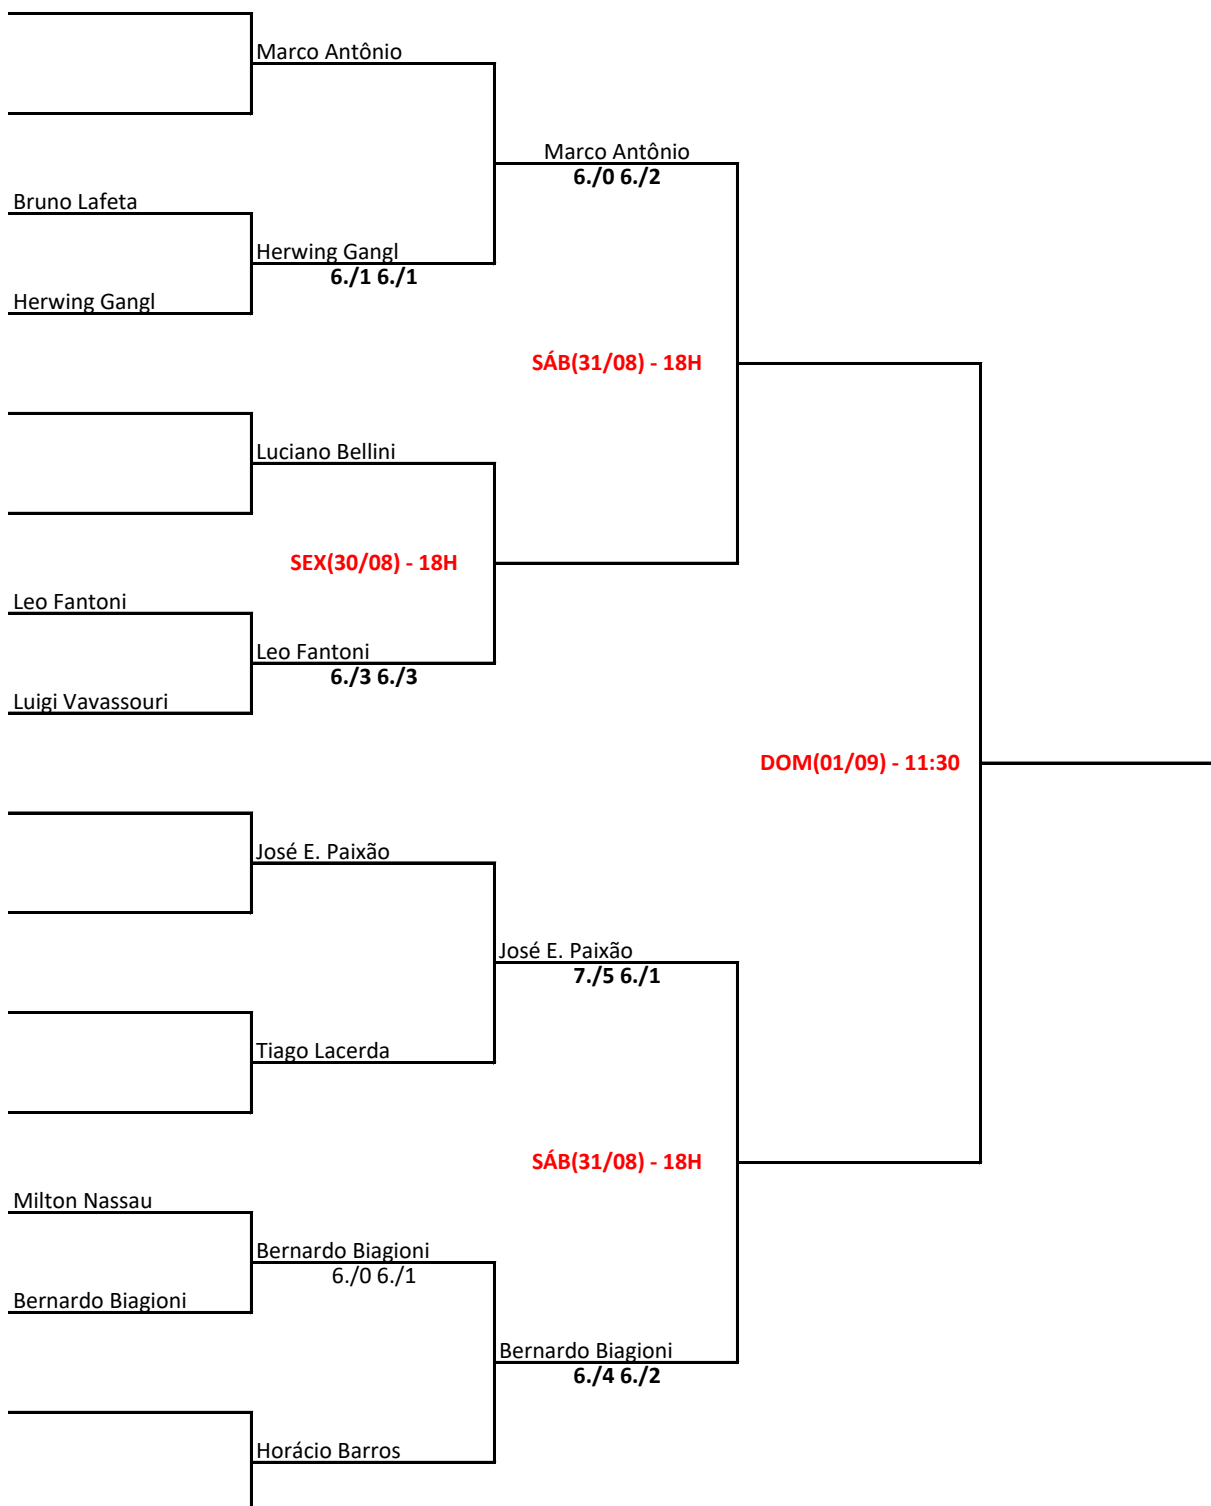 Marco Antônio
Marco Antônio
6./0 6./2
Bruno Lafeta
Herwing Gangl
6./1 6./1
Herwing Gangl
SÁB(31/08) - 18H
Luciano Bellini
SEX(30/08) - 18H
Leo Fantoni
Leo Fantoni
6./3 6./3
Luigi Vavassouri
DOM(01/09) - 11:30
José E. Paixão
José E. Paixão
7./5 6./1
Tiago Lacerda
SÁB(31/08) - 18H
Milton Nassau
Bernardo Biagioni
6./0 6./1
Bernardo Biagioni
Bernardo Biagioni
6./4 6./2
Horácio Barros